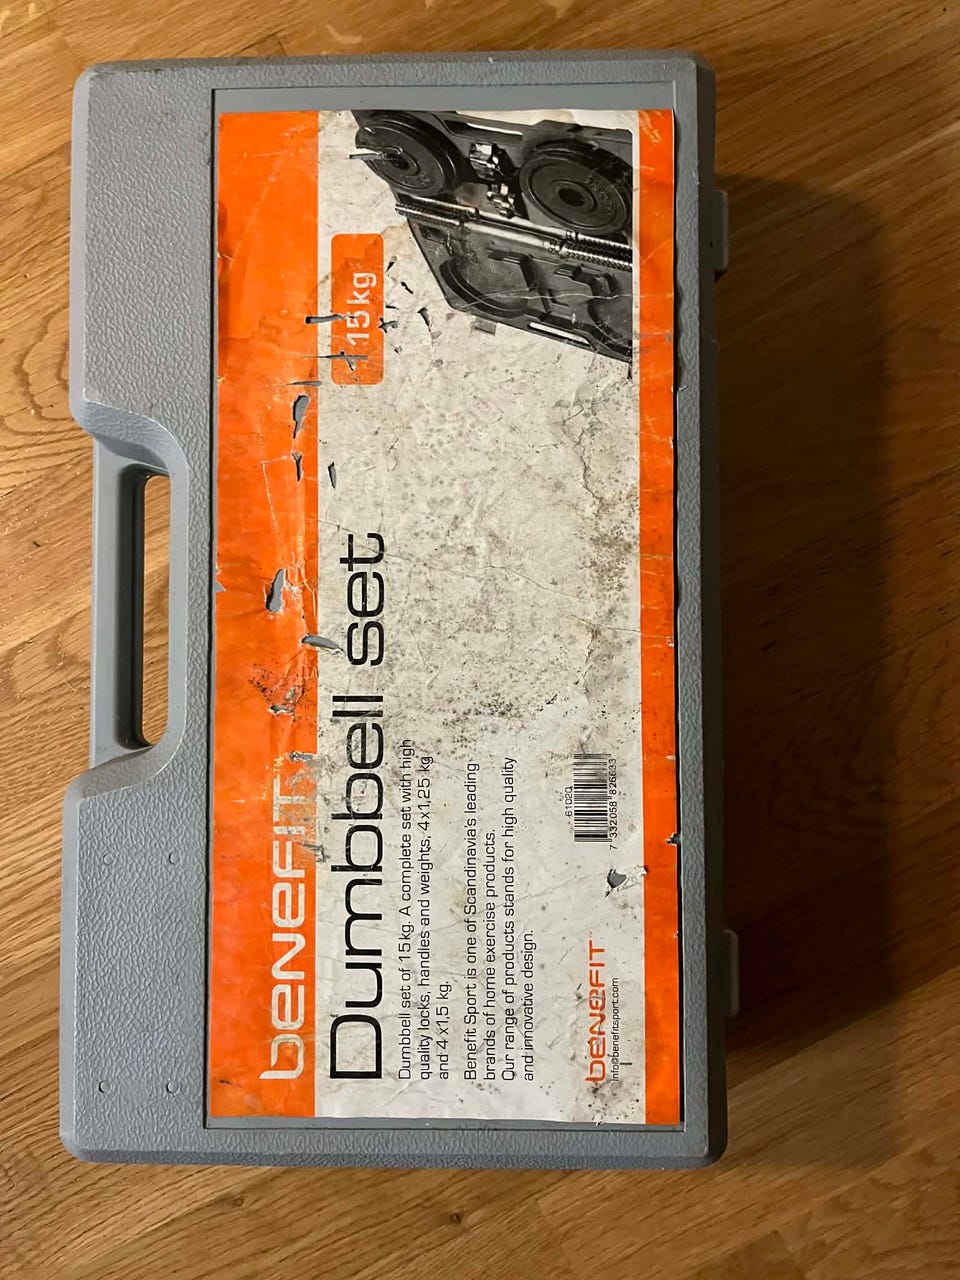 BENEFIT™
Dumbbell set
15 kg
Dumbbell set of 15 kg. A complete set with high
quality locks, handles and weights, 4x1,25 kg
and 4 x1,5 kg.
Benefit Sport is one of Scandinavia's leading
brands of home exercise products.
Our range of products stands for high quality
and innovative design.
BENEFIT™
info@benefitsport.com
61020
7 332058 826633